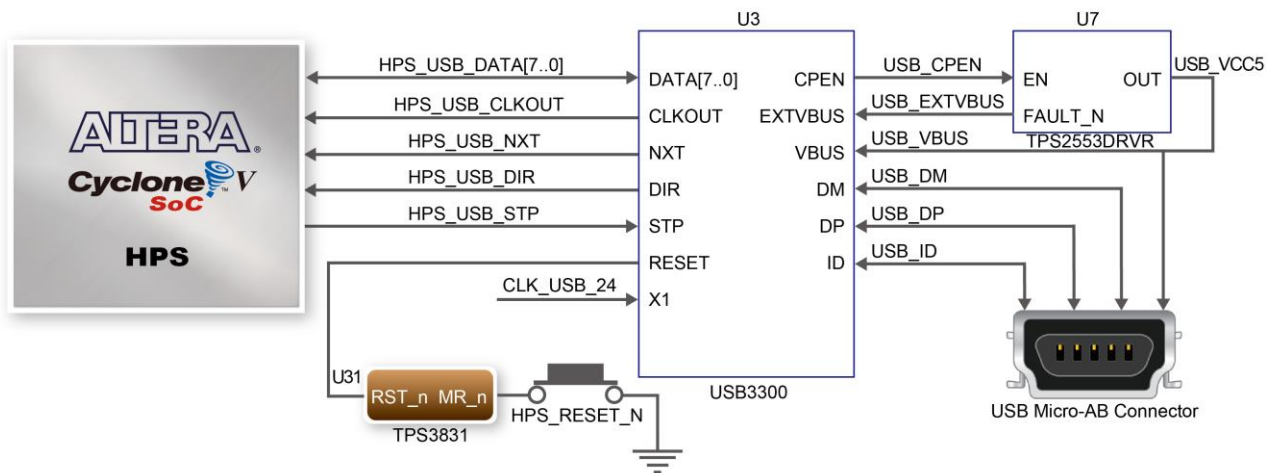 U3
U7
HPS_USB_DATA[7..0]
DATA[7..0]
CPEN
USB_CPEN
EN
OUT
USB_VCC5
HPS_USB_CLKOUT
CLKOUT
EXTVBUS
USB_EXTVBUS
FAULT_N
TPS2553DRVR
HPS_USB_NXT
NXT
VBUS
USB_VBUS
HPS_USB_DIR
DIR
DM
USB_DM
HPS_USB_STP
STP
DP
USB_DP
RESET
ID
USB_ID
CLK_USB_24
X1
ALTERA®
Cyclone™ V
SoC
HPS
U31
RST_n MR_n
TPS3831
HPS_RESET_N
USB3300
USB Micro-AB Connector